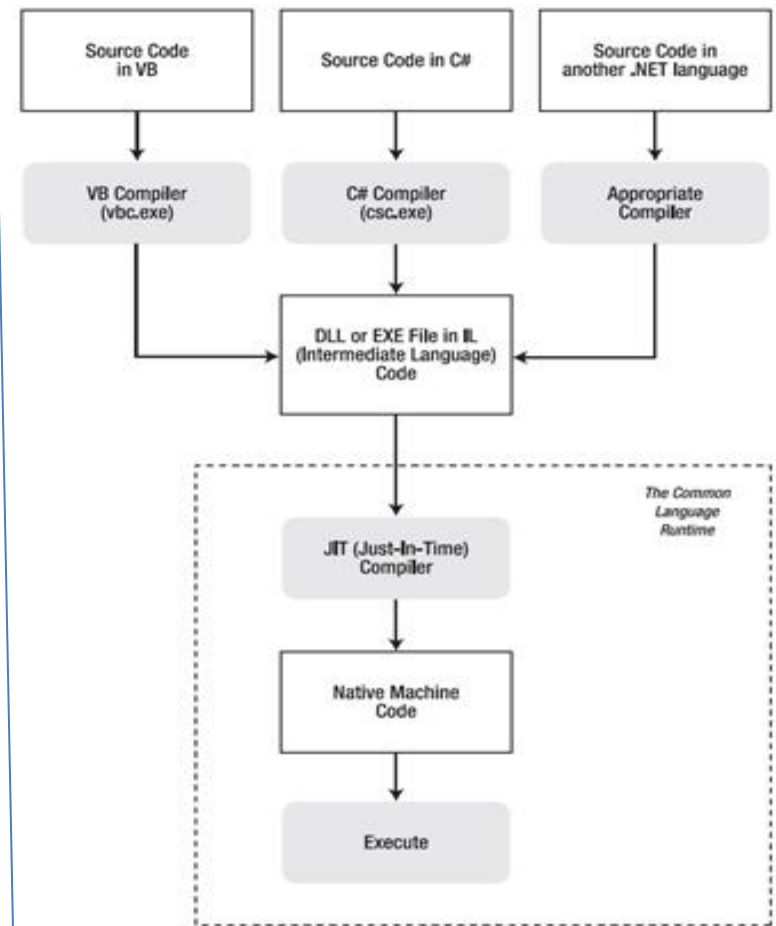 Source Code
in VB
Source Code in C#
Source Code in
another .NET language
VB Compiler
(vbc.exe)
C# Compiler
(csc.exe)
Appropriate
Compiler
DLL or EXE File in IL
(Intermediate Language)
Code
The Common
Language
Runtime
JIT (Just-In-Time)
Compiler
Native Machine
Code
Execute